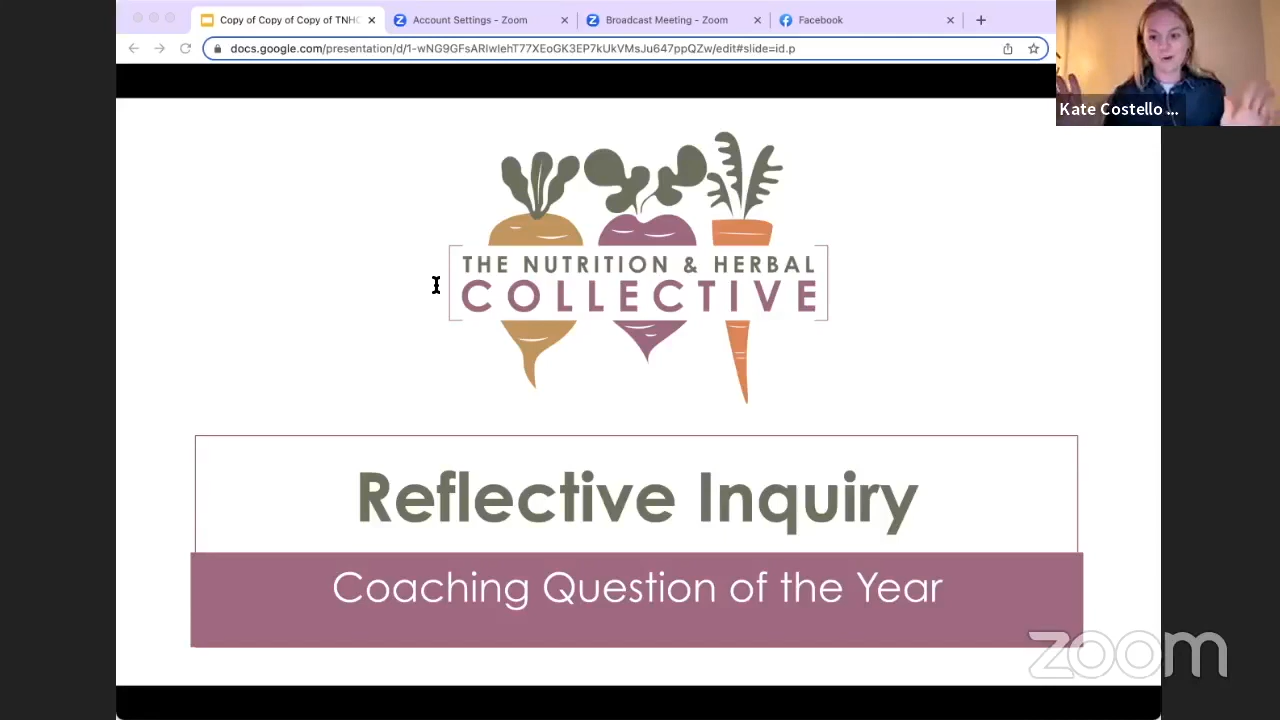 Copy of Copy of Copy of TNHC
Account Settings - Zoom
Broadcast Meeting - Zoom
Facebook
docs.google.com/presentation/d/1-wNG9GFsARlwlehT77XEoGK3EP7kUkVMsJu647ppQZw/edit#slide=id.p
Kate Costello ...
THE NUTRITION & HERBAL
COLLECTIVE
Reflective Inquiry
Coaching Question of the Year
zoom